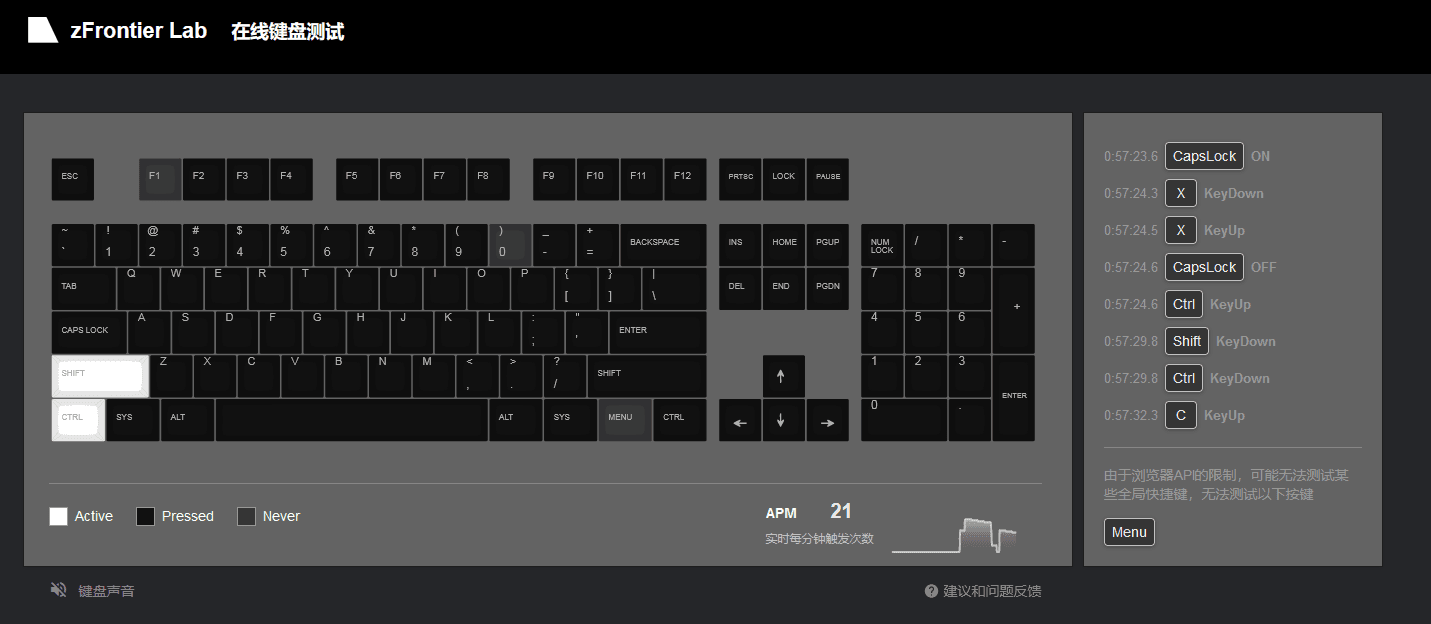 zFrontier Lab 在线键盘测试
ESC F1 F2 F3 F4 F5 F6 F7 F8 F9 F10 F11 F12 PRTSC LOCK PAUSE
~ ! @ # $ % ^ & * ( ) _ +
` 1 2 3 4 5 6 7 8 9 0 - = BACKSPACE INS HOME PGUP NUM LOCK / * -
TAB Q W E R T Y U I O P { } |
[ ] \ DEL END PGDN 7 8 9 +
CAPS LOCK A S D F G H J K L : " ENTER 4 5 6
; '
SHIFT Z X C V B N M < > ? SHIFT ↑ 1 2 3 ENTER
, . /
CTRL SYS ALT ALT SYS MENU CTRL ← ↓ → 0 .
Active Pressed Never
APM 21
实时每分钟触发次数
键盘声音
建议和问题反馈
0:57:23.6 CapsLock ON
0:57:24.3 X KeyDown
0:57:24.5 X KeyUp
0:57:24.6 CapsLock OFF
0:57:24.6 Ctrl KeyUp
0:57:29.8 Shift KeyDown
0:57:29.8 Ctrl KeyDown
0:57:32.3 C KeyUp
由于浏览器API的限制，可能无法测试某
些全局快捷键，无法测试以下按键
Menu